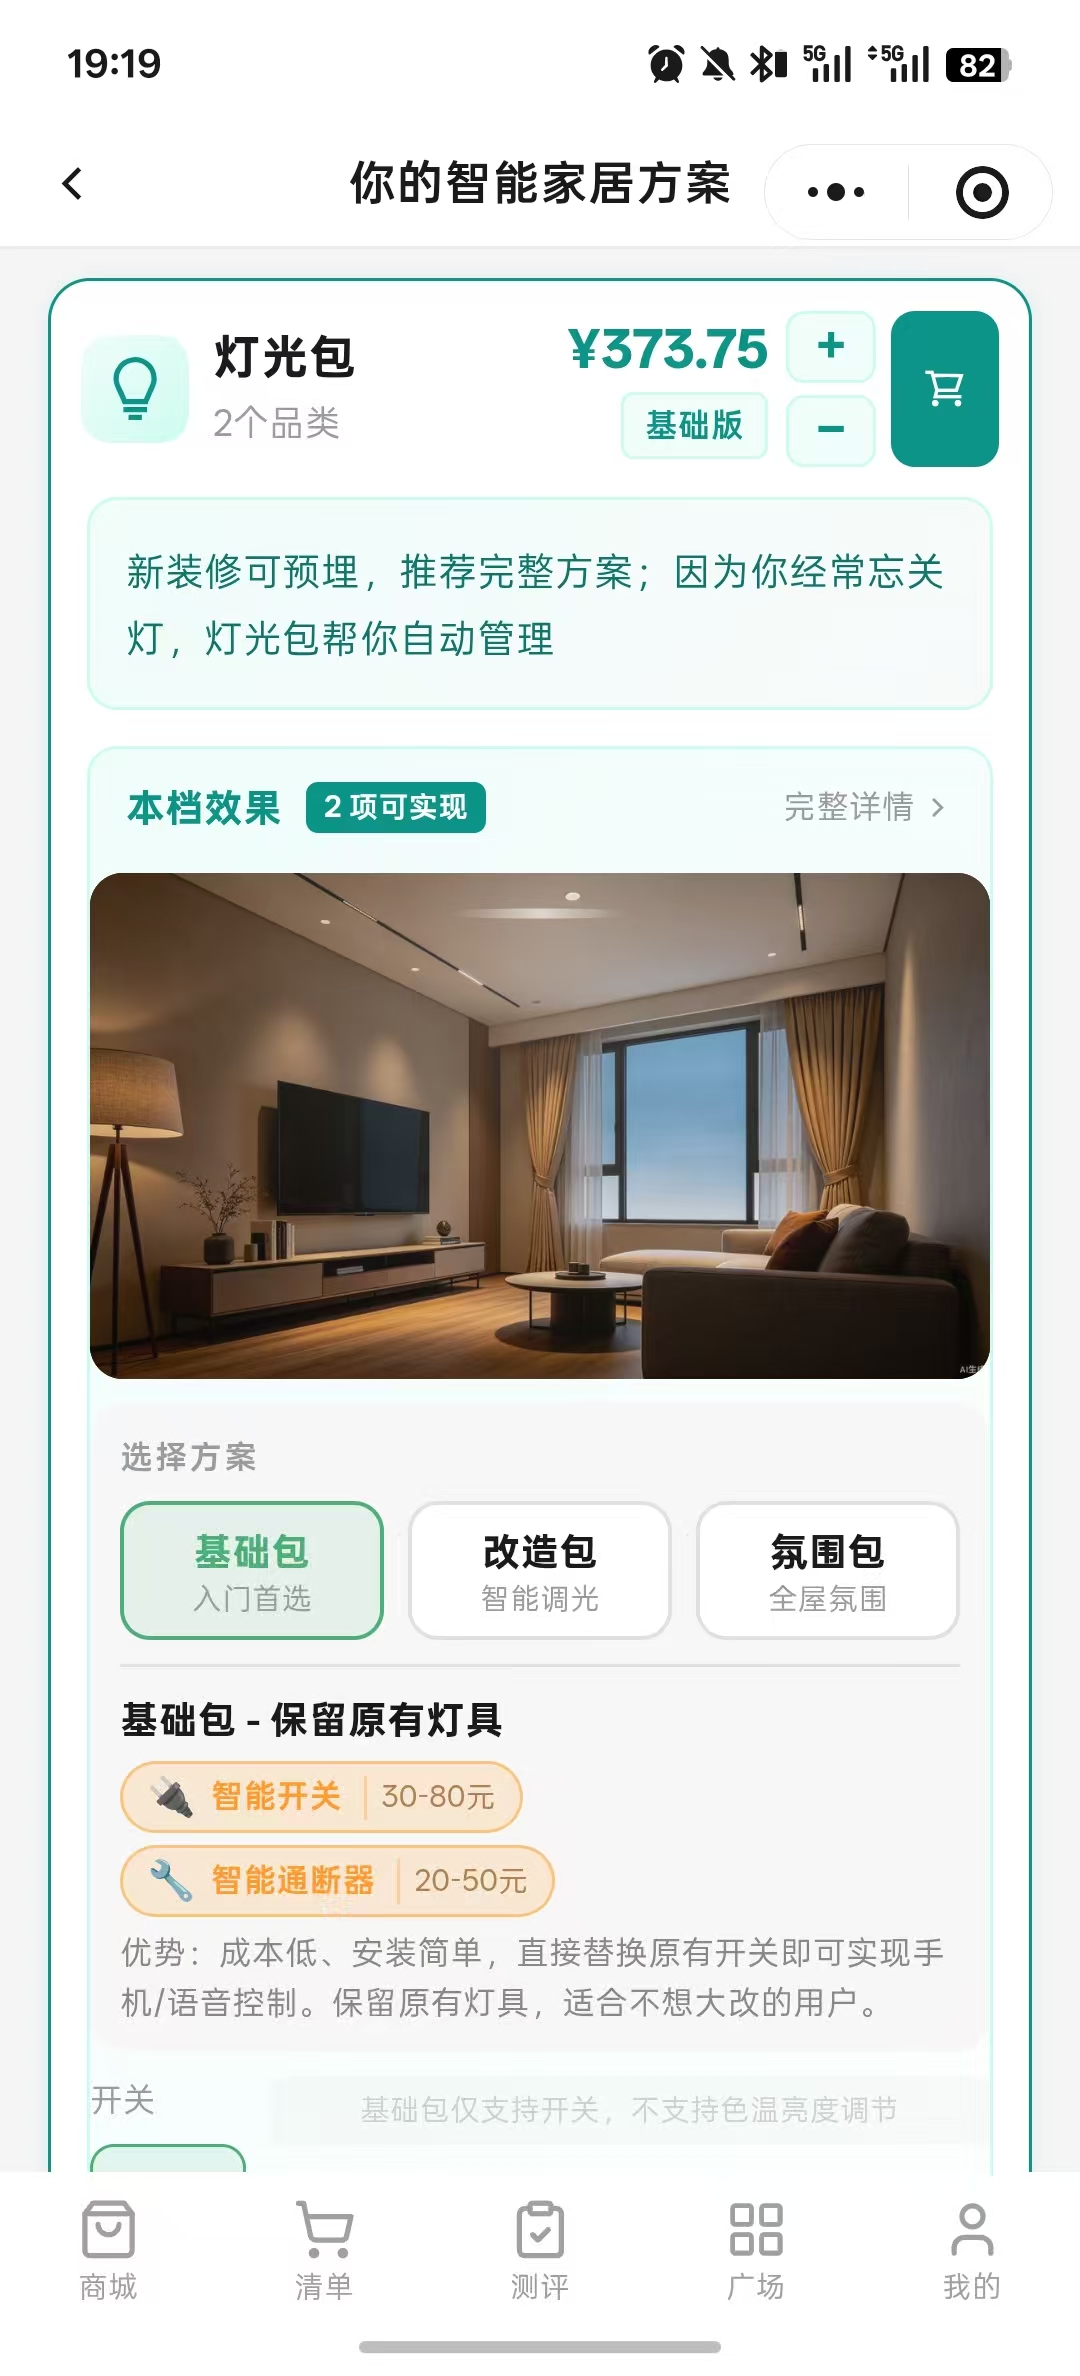 19:19
5G
5G
82
你的智能家居方案
灯光包
2个品类
¥373.75
+
基础版
−
新装修可预埋，推荐完整方案；因为你经常忘关
灯，灯光包帮你自动管理
本档效果
2 项可实现
完整详情 >
选择方案
基础包
入门首选
改造包
智能调光
氛围包
全屋氛围
基础包 - 保留原有灯具
智能开关 | 30-80元
智能通断器 | 20-50元
优势：成本低、安装简单，直接替换原有开关即可实现手
机/语音控制。保留原有灯具，适合不想大改的用户。
开关
基础包仅支持开关，不支持色温亮度调节
商城
清单
测评
广场
我的